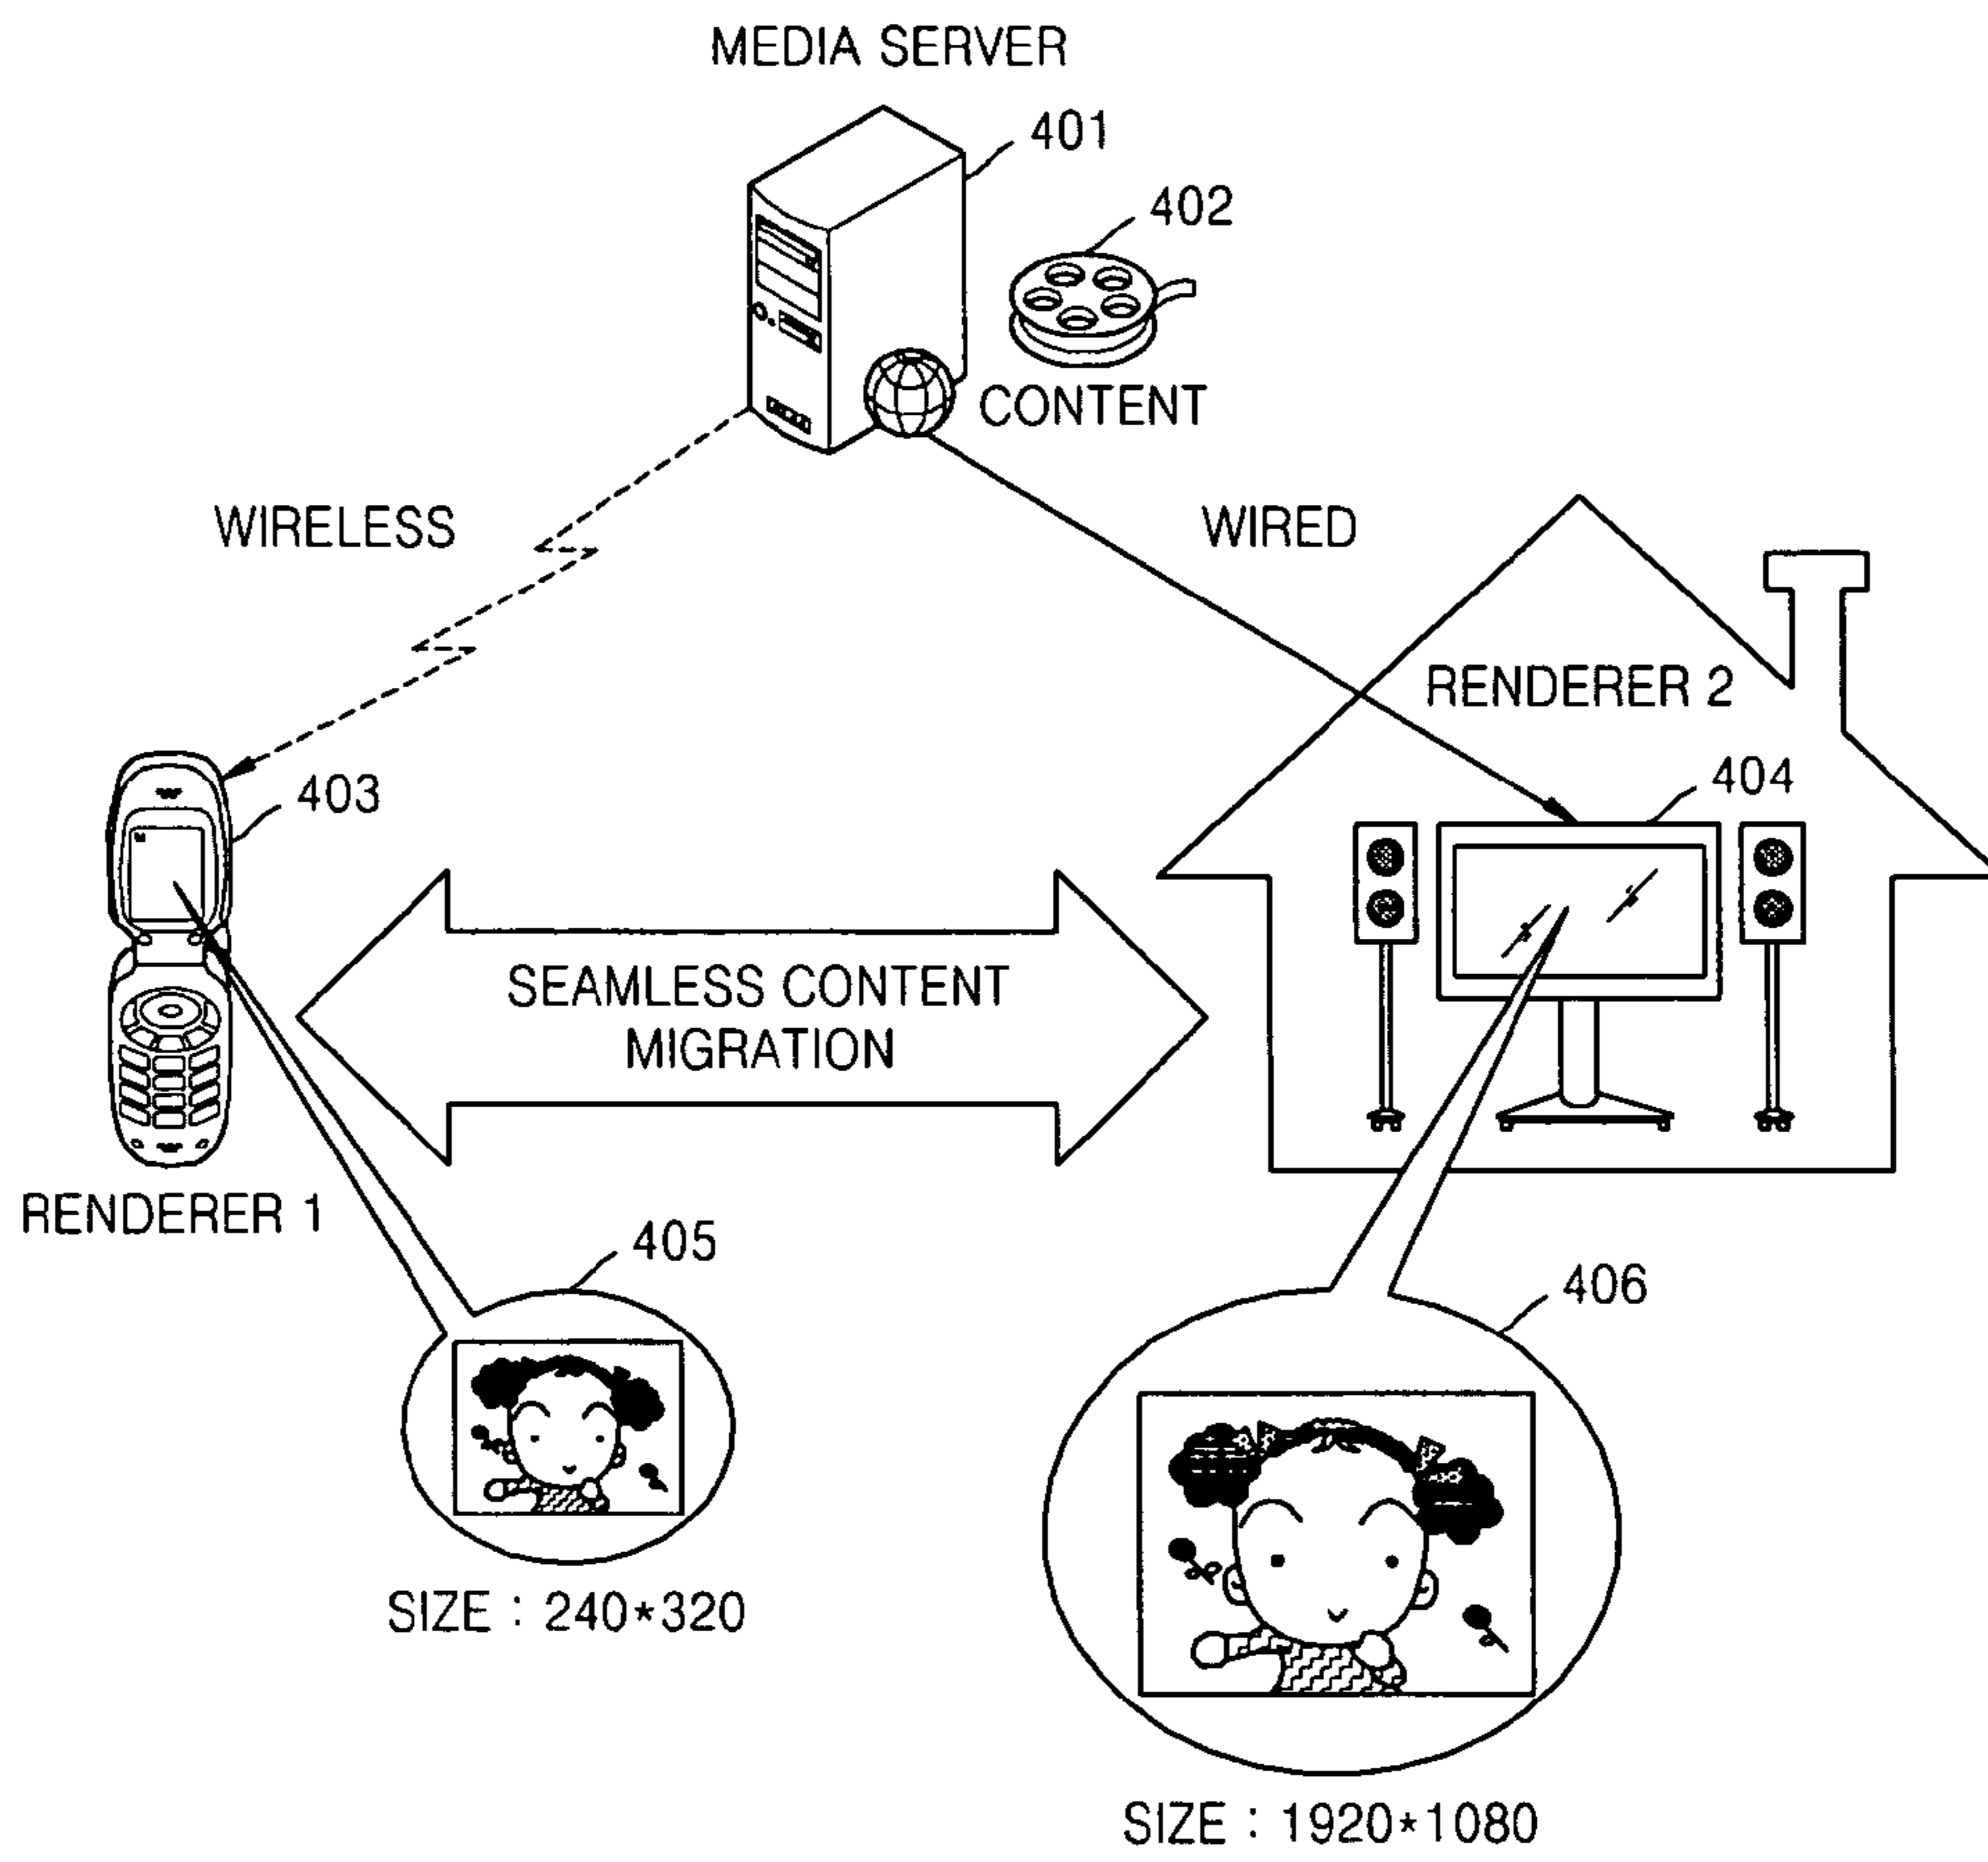 MEDIA SERVER
401
402
CONTENT
WIRELESS
WIRED
RENDERER 2
403
404
SEAMLESS CONTENT
MIGRATION
RENDERER 1
405
406
SIZE : 240*320
SIZE : 1920*1080